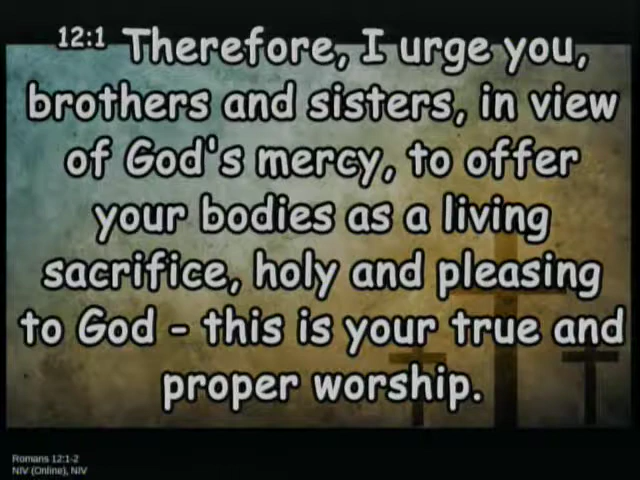 12:1 Therefore, I urge you,
brothers and sisters, in view
of God's mercy, to offer
your bodies as a living
sacrifice, holy and pleasing
to God - this is your true and
proper worship.
Romans 12:1-2
NIV (Online), NIV